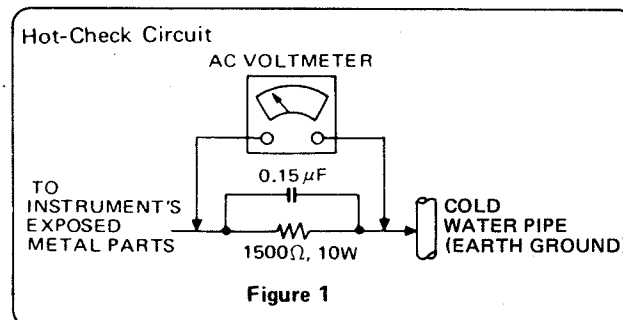 Hot-Check Circuit
AC VOLTMETER
0.15 μF
TO
INSTRUMENT'S
EXPOSED
METAL PARTS
1500Ω, 10W
COLD
WATER PIPE
(EARTH GROUND)
Figure 1